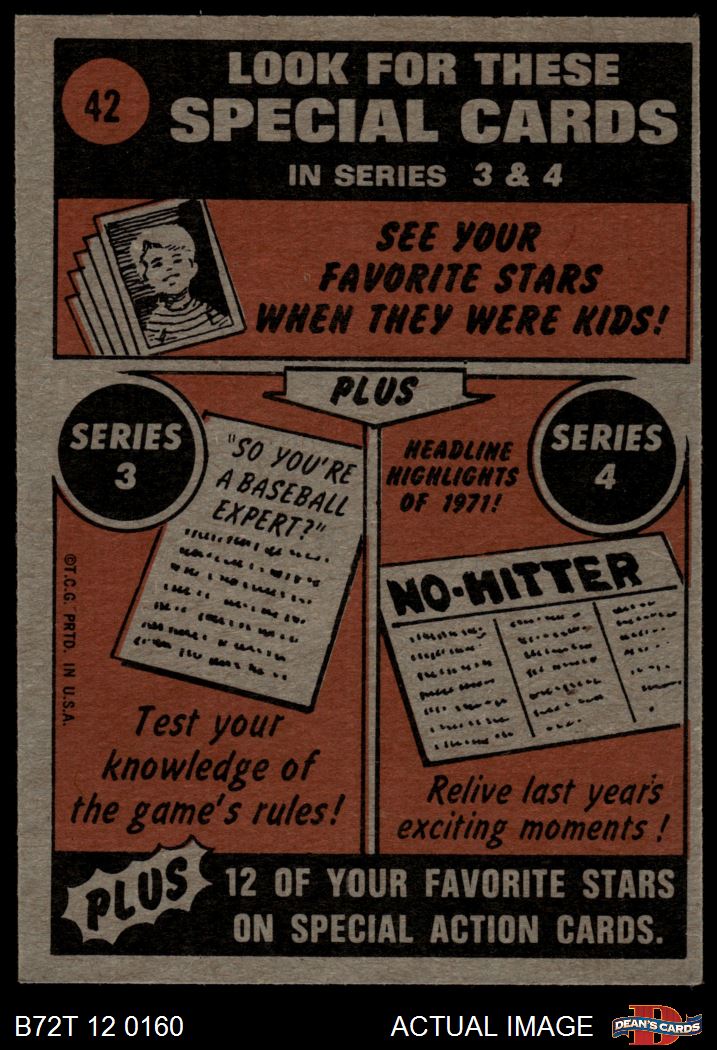 42
LOOK FOR THESE
SPECIAL CARDS
IN SERIES 3 & 4
SEE YOUR
FAVORITE STARS
WHEN THEY WERE KIDS!
PLUS
SERIES
3
"SO YOU'RE
A BASEBALL
EXPERT?"
Test your
knowledge of
the game's rules!
©T.C.G. PRTD. IN U.S.A.
HEADLINE
HIGHLIGHTS
OF 1971!
SERIES
4
NO-HITTER
Relive last year's
exciting moments!
PLUS
12 OF YOUR FAVORITE STARS
ON SPECIAL ACTION CARDS.
B72T 12 0160
ACTUAL IMAGE
D
DEAN'S CARDS